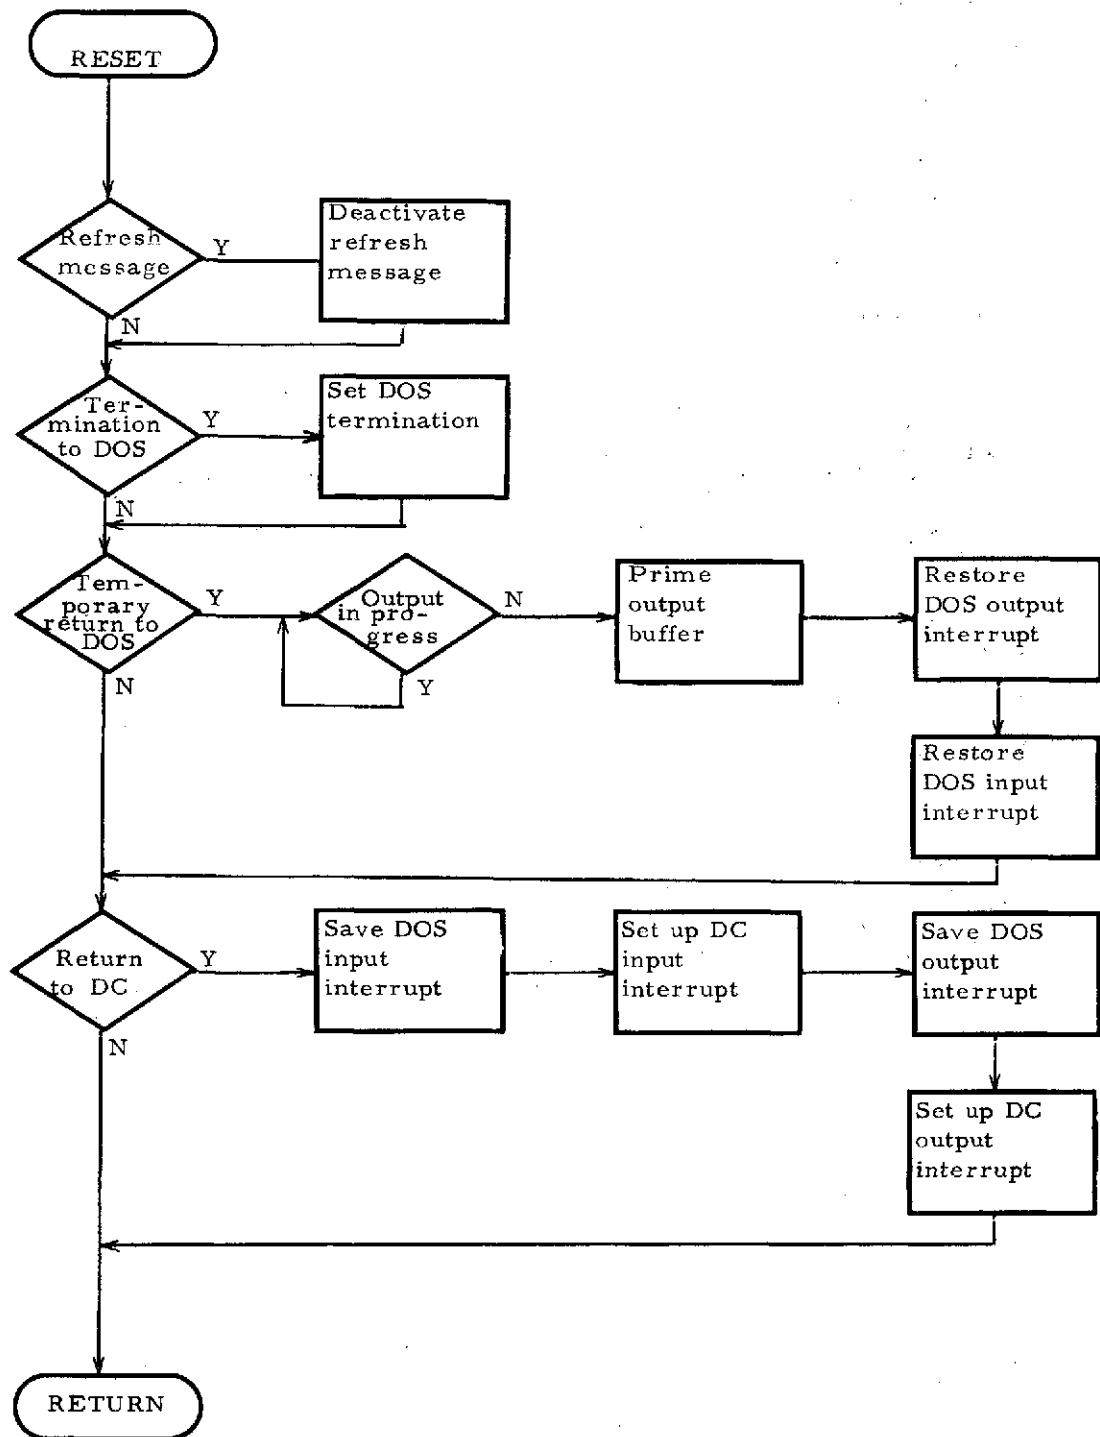 RESET
Refresh
message
Y
Deactivate
refresh
message
N
Ter-
mination
to DOS
Y
Set DOS
termination
N
Tem-
porary
return to
DOS
Y
Output
in pro-
gress
N
Prime
output
buffer
Restore
DOS output
interrupt
N
Y
Restore
DOS input
interrupt
Return
to DC
Y
Save DOS
input
interrupt
Set up DC
input
interrupt
Save DOS
output
interrupt
N
Set up DC
output
interrupt
RETURN